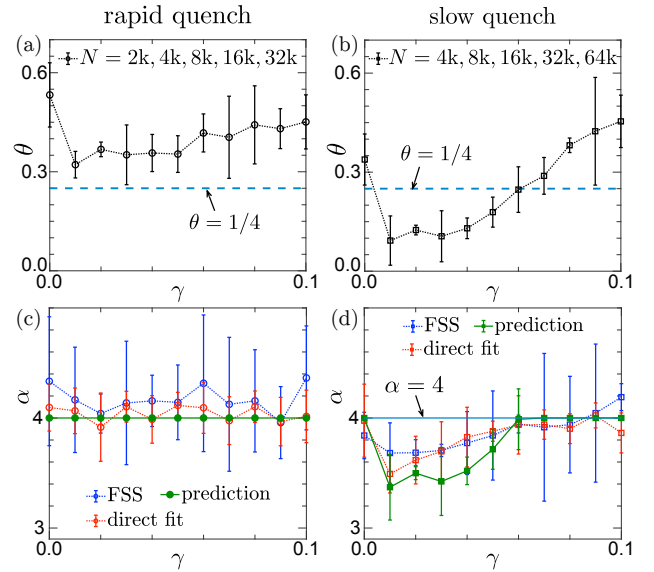 rapid quench
slow quench
(a)
N = 2k, 4k, 8k, 16k, 32k
0.6
0.3
0.0
θ
θ = 1/4
0.0
γ
0.1
(b)
N = 4k, 8k, 16k, 32k, 64k
0.6
0.3
0.0
θ
θ = 1/4
0.0
γ
0.1
(c)
α
4
3
FSS
prediction
direct fit
0.0
γ
0.1
(d)
FSS
prediction
direct fit
α = 4
α
4
3
0.0
γ
0.1